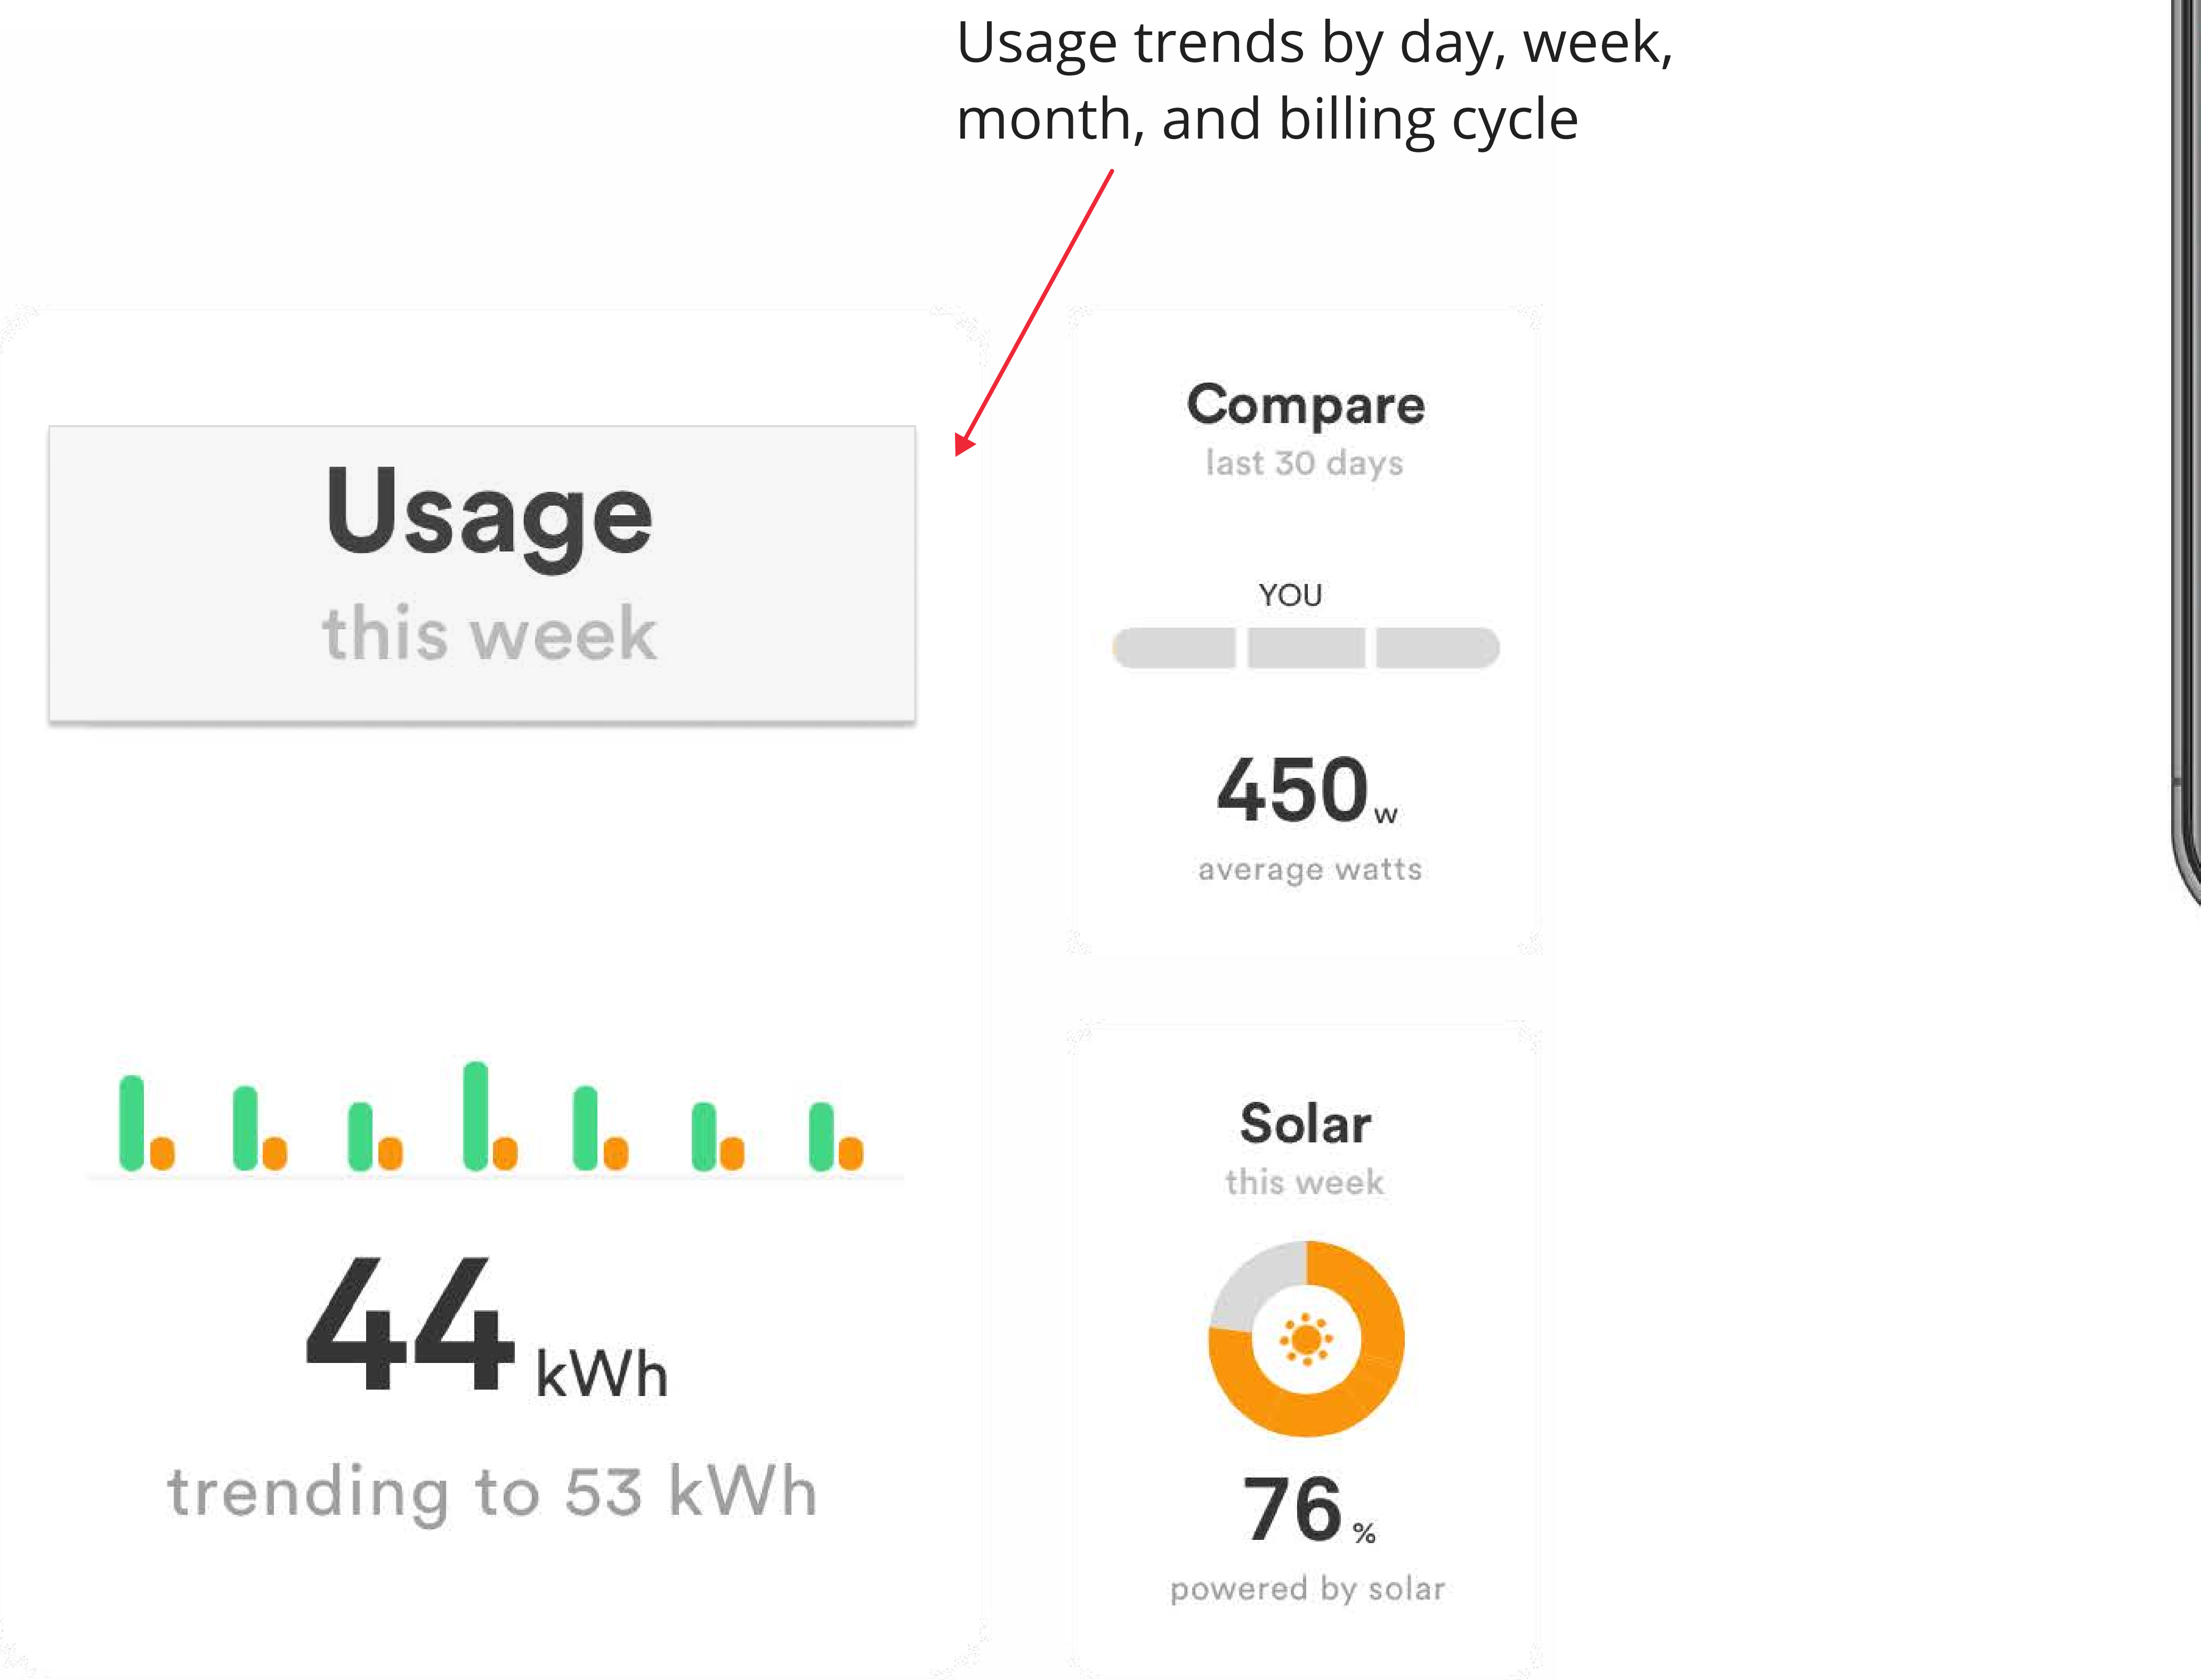 Usage trends by day, week,
month, and billing cycle
Usage
this week
44 kWh
trending to 53 kWh
Compare
last 30 days
YOU
450 w
average watts
Solar
this week
76 %
powered by solar